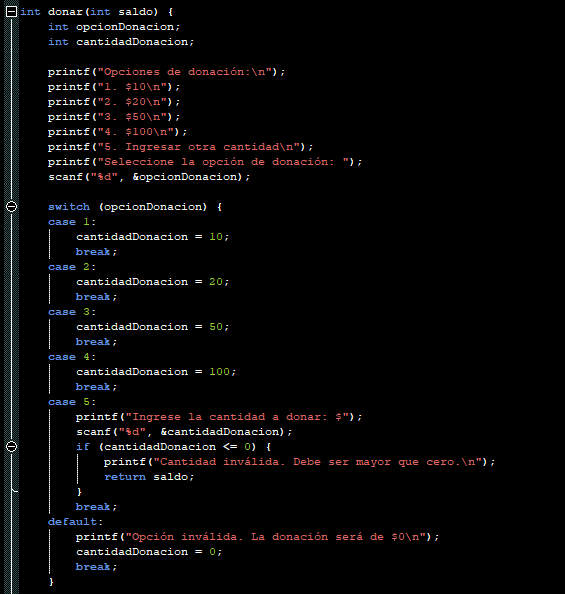 int donar(int saldo) {
int opcionDonacion;
int cantidadDonacion;
printf("Opciones de donación:\n");
printf("1. $10\n");
printf("2. $20\n");
printf("3. $50\n");
printf("4. $100\n");
printf("5. Ingresar otra cantidad\n");
printf("Seleccione la opción de donación: ");
scanf("%d", &opcionDonacion);
switch (opcionDonacion) {
case 1:
cantidadDonacion = 10;
break;
case 2:
cantidadDonacion = 20;
break;
case 3:
cantidadDonacion = 50;
break;
case 4:
cantidadDonacion = 100;
break;
case 5:
printf("Ingrese la cantidad a donar: $");
scanf("%d", &cantidadDonacion);
if (cantidadDonacion <= 0) {
printf("Cantidad inválida. Debe ser mayor que cero.\n");
return saldo;
}
break;
default:
printf("Opción inválida. La donación será de $0\n");
cantidadDonacion = 0;
break;
}